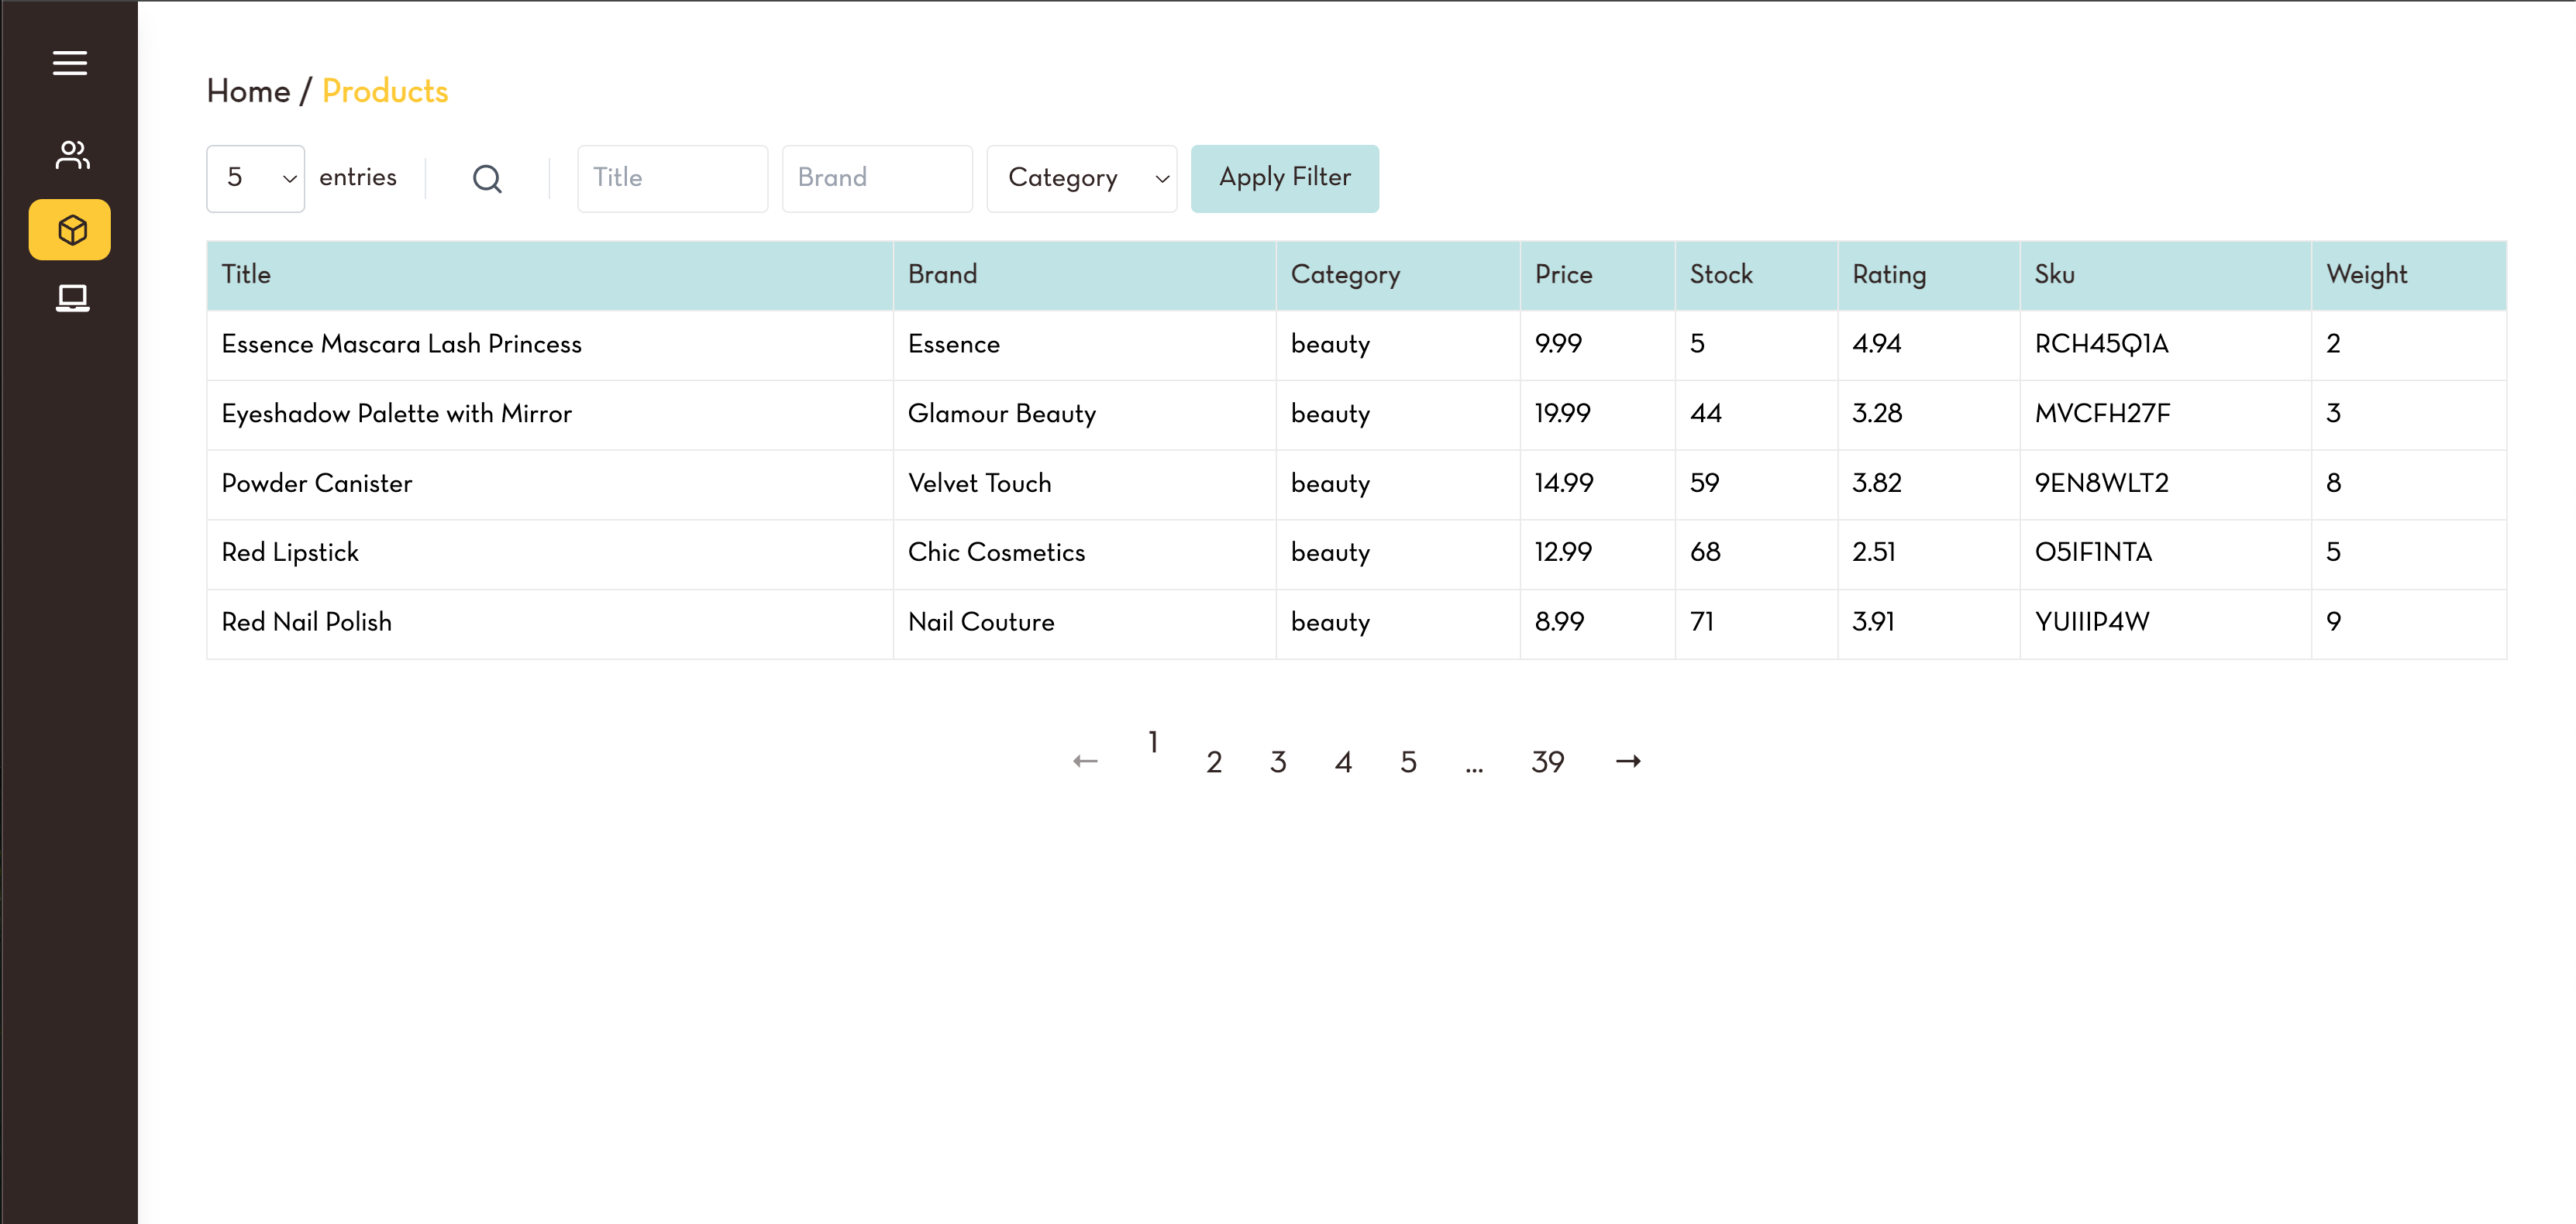 Home / Products
5 entries Title Brand Category Apply Filter
Title Brand Category Price Stock Rating Sku Weight
Essence Mascara Lash Princess Essence beauty 9.99 5 4.94 RCH45Q1A 2
Eyeshadow Palette with Mirror Glamour Beauty beauty 19.99 44 3.28 MVCFH27F 3
Powder Canister Velvet Touch beauty 14.99 59 3.82 9EN8WLT2 8
Red Lipstick Chic Cosmetics beauty 12.99 68 2.51 O5IF1NTA 5
Red Nail Polish Nail Couture beauty 8.99 71 3.91 YUIIIP4W 9
← 1 2 3 4 5 ... 39 →